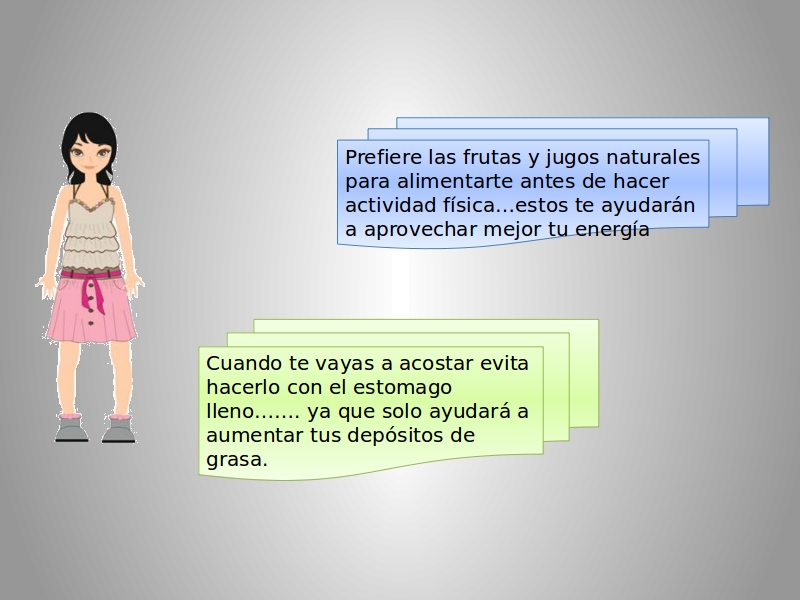 Prefiere las frutas y jugos naturales
para alimentarte antes de hacer
actividad física...estos te ayudarán
a aprovechar mejor tu energía
Cuando te vayas a acostar evita
hacerlo con el estomago
lleno....... ya que solo ayudará a
aumentar tus depósitos de
grasa.